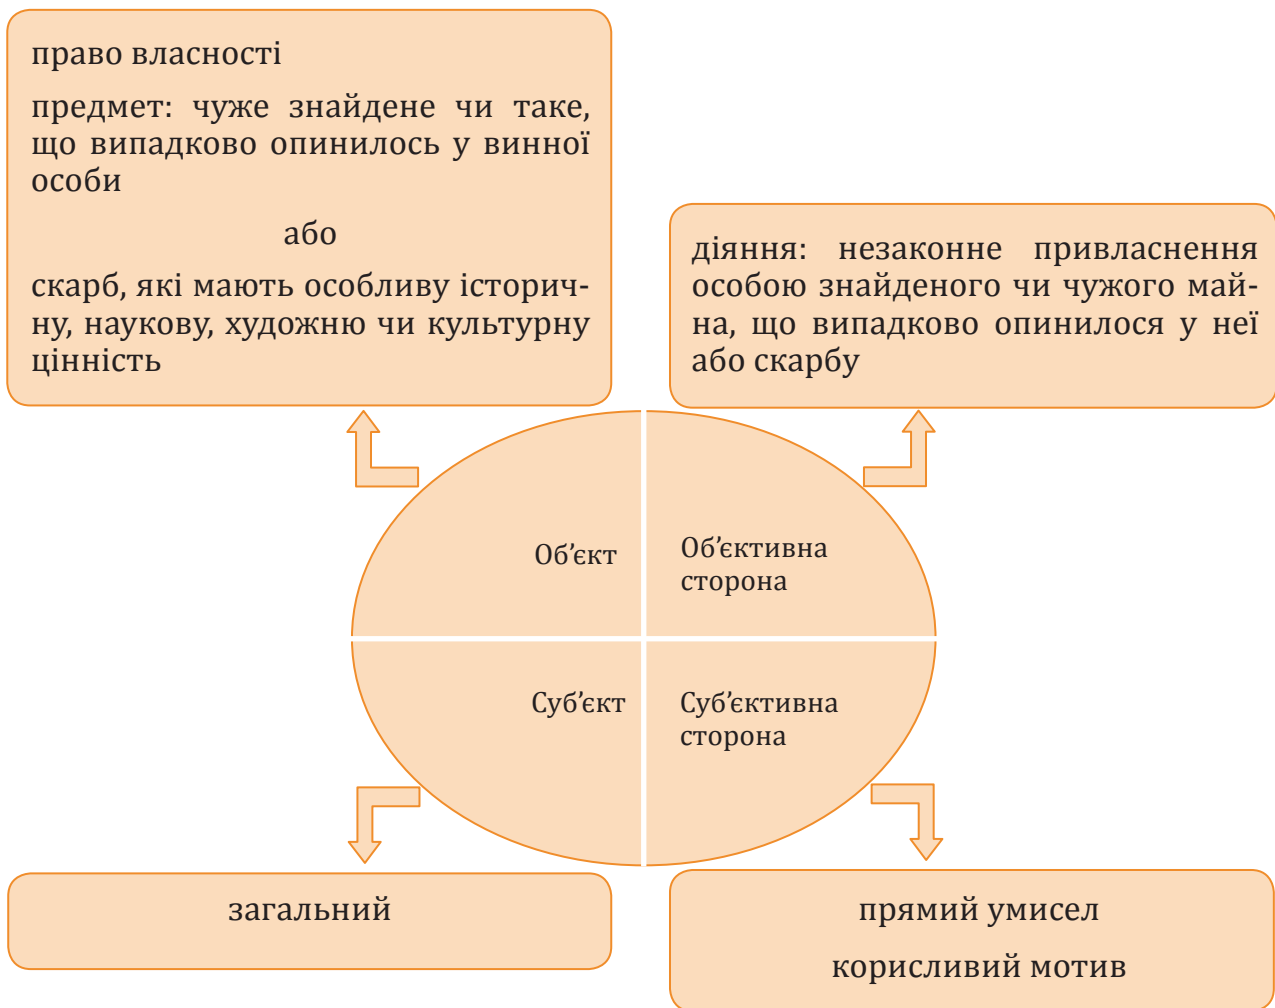 право власності
предмет: чуже знайдене чи таке,
що випадково опинилось у винної
особи
або
скарб, які мають особливу історич-
ну, наукову, художню чи культурну
цінність
діяння: незаконне привласнення
особою знайденого чи чужого май-
на, що випадково опинилося у неї
або скарбу
Об’єкт
Об’єктивна
сторона
Суб’єкт
Суб’єктивна
сторона
загальний
прямий умисел
корисливий мотив